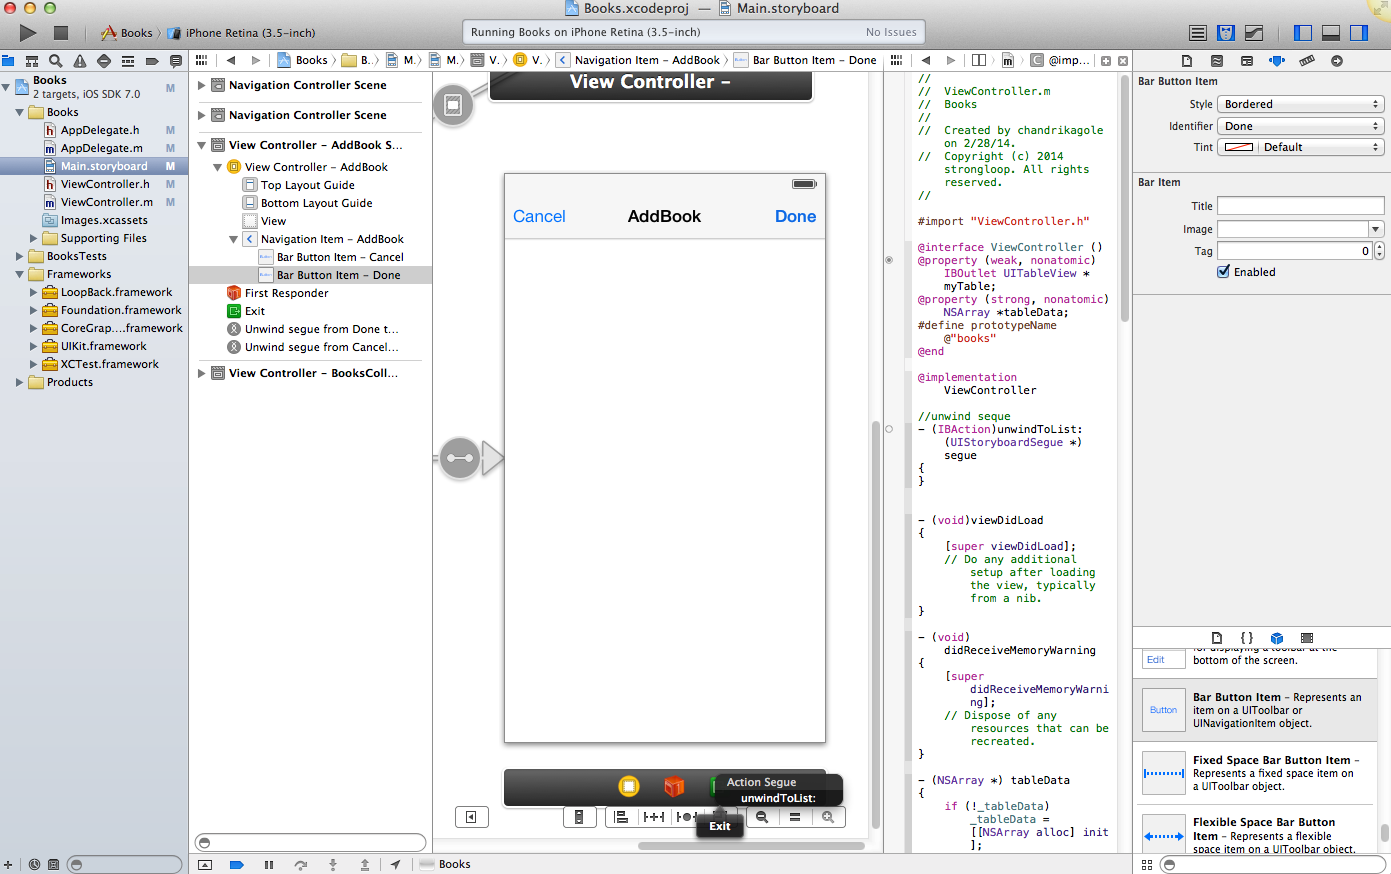 Books.xcodeproj — Main.storyboard
Books
iPhone Retina (3.5-inch)
Running Books on iPhone Retina (3.5-inch)
No Issues
Books
B...
M.
M.
V.
V.
Navigation Item – AddBook
Bar Button Item – Done
@imp...
Books
2 targets, iOS SDK 7.0
M
Books
AppDelegate.h
M
AppDelegate.m
M
Main.storyboard
M
ViewController.h
M
ViewController.m
M
Images.xcassets
Supporting Files
BooksTests
Frameworks
LoopBack.framework
Foundation.framework
CoreGrap....framework
UIKit.framework
XCTest.framework
Products
Navigation Controller Scene
Navigation Controller Scene
View Controller – AddBook S...
View Controller – AddBook
Top Layout Guide
Bottom Layout Guide
View
Navigation Item – AddBook
Bar Button Item – Cancel
Bar Button Item – Done
First Responder
Exit
Unwind segue from Done t...
Unwind segue from Cancel...
View Controller – BooksColl...
View Controller –
Cancel
AddBook
Done
Action Segue
unwindToList:
Exit
Books
//
// ViewController.m
// Books
//
// Created by chandrikagole
on 2/28/14.
// Copyright (c) 2014
strongloop. All rights
reserved.
//
#import "ViewController.h"
@interface ViewController ()
@property (weak, nonatomic)
IBOutlet UITableView *
myTable;
@property (strong, nonatomic)
NSArray *tableData;
#define prototypeName
@"books"
@end
@implementation
ViewController
//unwind seque
- (IBAction)unwindToList:
(UIStoryboardSegue *)
segue
{
}
- (void)viewDidLoad
{
[super viewDidLoad];
// Do any additional
setup after loading
the view, typically
from a nib.
}
- (void)
didReceiveMemoryWarning
{
[super
didReceiveMemoryWarni
ng];
// Dispose of any
resources that can be
recreated.
}
- (NSArray *) tableData
{
if (!_tableData)
_tableData =
[[NSArray alloc] init
];
Bar Button Item
Style
Bordered
Identifier
Done
Tint
Default
Bar Item
Title
Image
Tag
0
Enabled
{ }
for displaying a toolbar at the
Edit
bottom of the screen.
Button
Bar Button Item – Represents an
item on a UIToolbar or
UINavigationItem object.
Fixed Space Bar Button Item –
Represents a fixed space item on
a UIToolbar object.
Flexible Space Bar Button
Item – Represents a flexible
space item on a UIToolbar object.